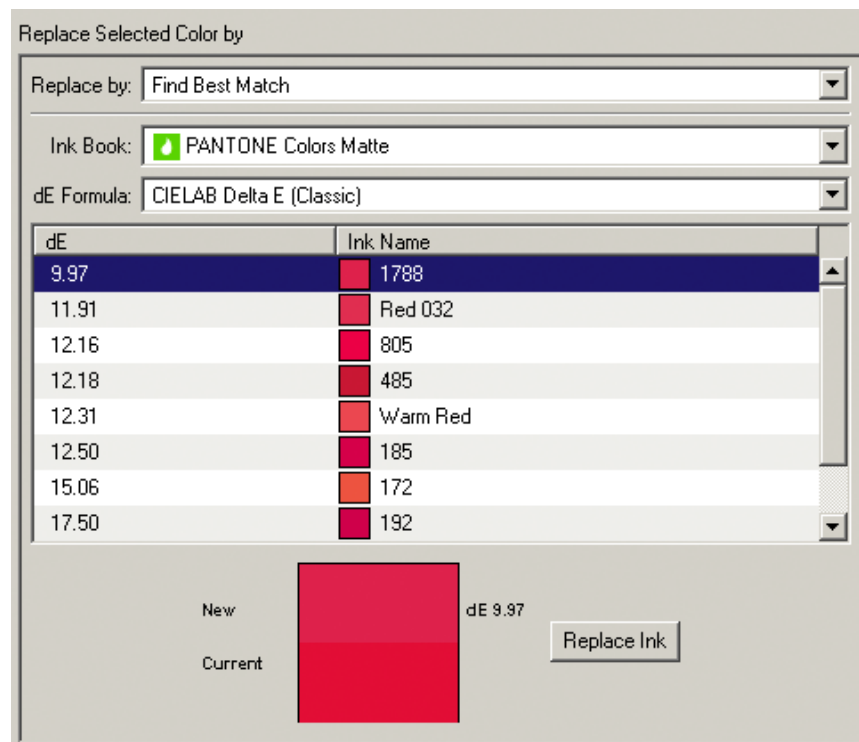 Replace Selected Color by
Replace by: Find Best Match
Ink Book: PANTONE Colors Matte
dE Formula: CIELAB Delta E (Classic)
dE Ink Name
9.97 1788
11.91 Red 032
12.16 805
12.18 485
12.31 Warm Red
12.50 185
15.06 172
17.50 192
New dE 9.97
Replace Ink
Current